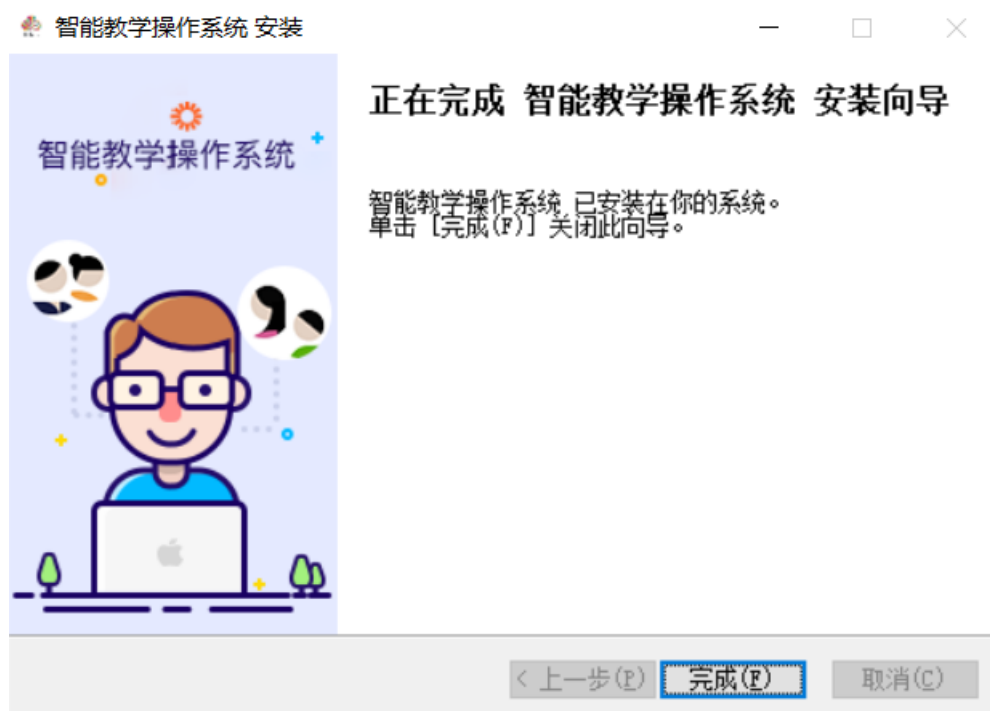 智能教学操作系统 安装
智能教学操作系统
正在完成 智能教学操作系统 安装向导
智能教学操作系统 已安装在你的系统。
单击 [完成(F)] 关闭此向导。
< 上一步(P)
完成(F)
取消(C)